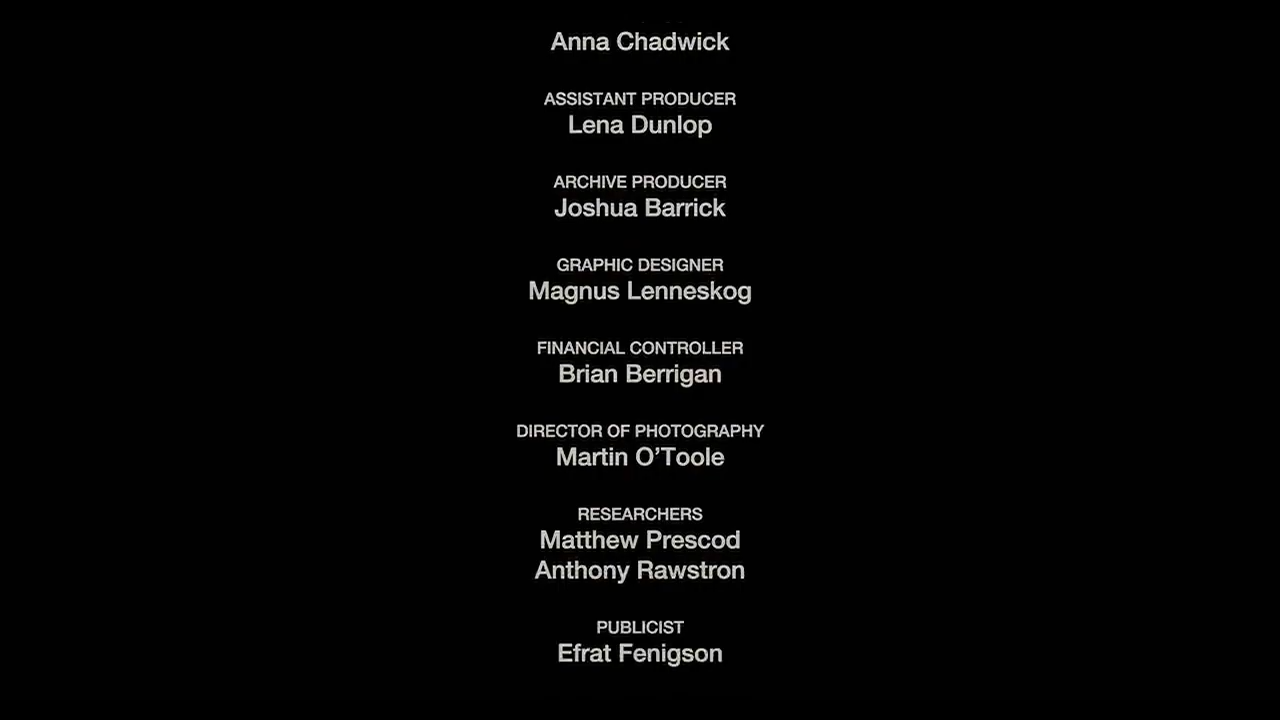 Anna Chadwick
ASSISTANT PRODUCER
Lena Dunlop
ARCHIVE PRODUCER
Joshua Barrick
GRAPHIC DESIGNER
Magnus Lenneskog
FINANCIAL CONTROLLER
Brian Berrigan
DIRECTOR OF PHOTOGRAPHY
Martin O’Toole
RESEARCHERS
Matthew Prescod
Anthony Rawstron
PUBLICIST
Efrat Fenigson